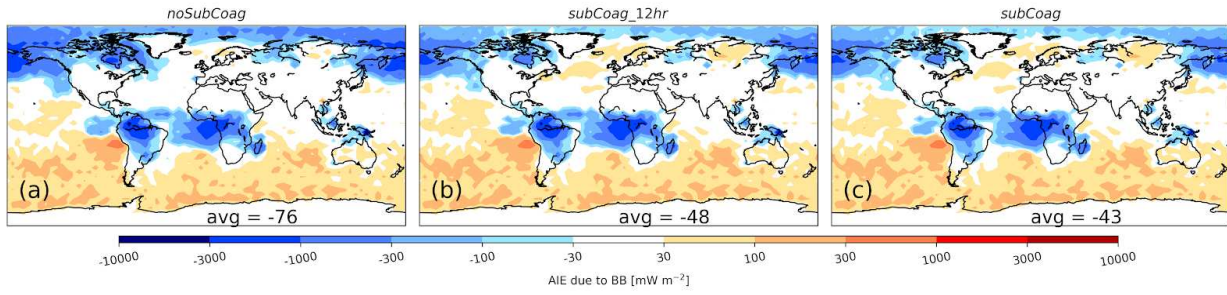 noSubCoag
subCoag_12hr
subCoag
(a)
avg = -76
(b)
avg = -48
(c)
avg = -43
-10000 -3000 -1000 -300 -100 -30 30 100 300 1000 3000 10000
AIE due to BB [mW m⁻²]